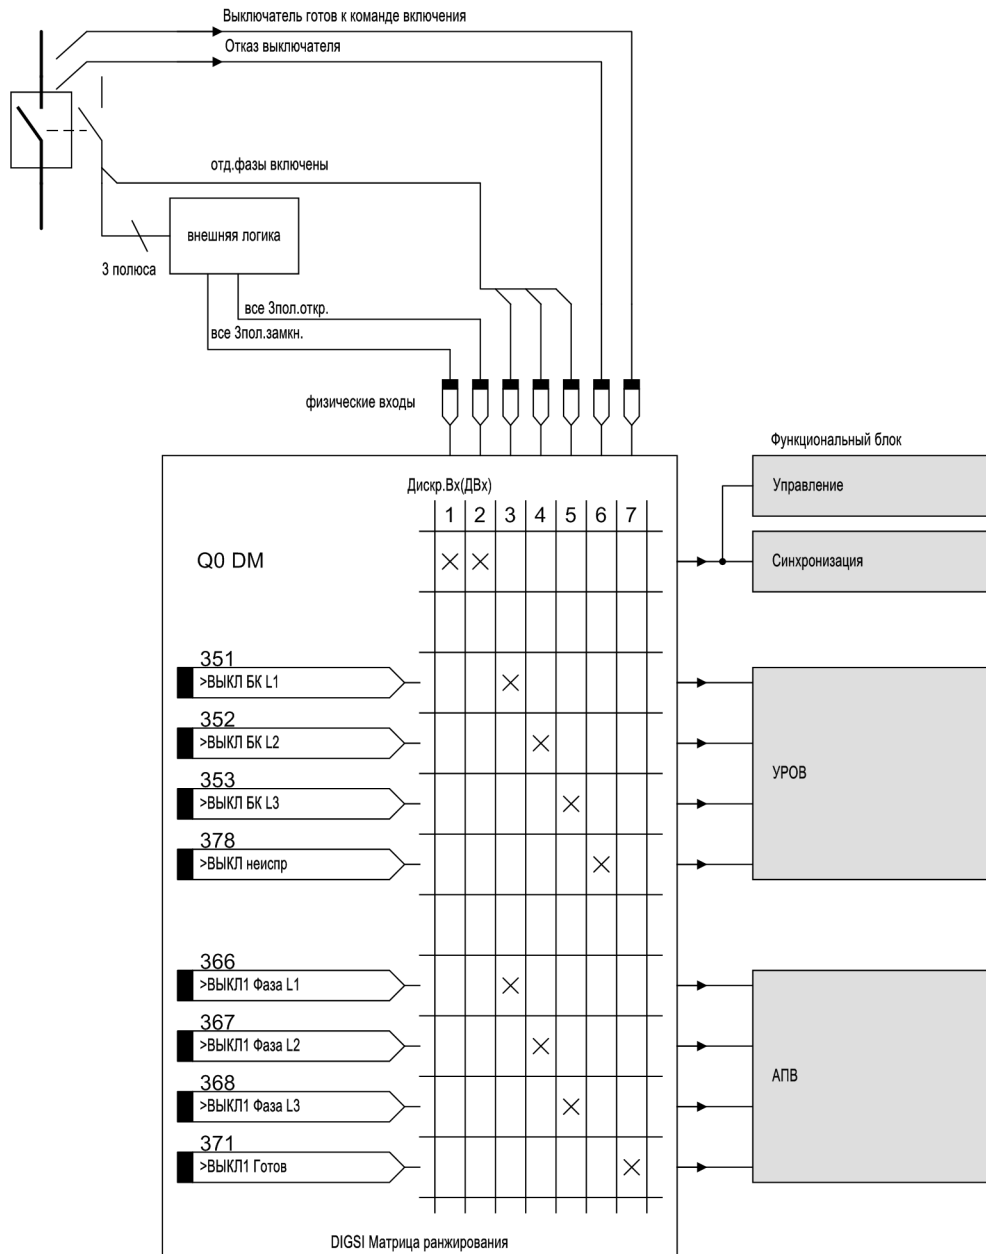 Выключатель готов к команде включения
Отказ выключателя
отд.фазы включены
внешняя логика
3 полюса
все 3пол.откр.
все 3пол.замкн.
физические входы
Функциональный блок
Дискр.Вх(ДВх)
Управление
1 2 3 4 5 6 7
Q0 DM
Синхронизация
351
>ВЫКЛ БК L1
352
>ВЫКЛ БК L2
УРОВ
353
>ВЫКЛ БК L3
378
>ВЫКЛ неиспр
366
>ВЫКЛ1 Фаза L1
367
>ВЫКЛ1 Фаза L2
АПВ
368
>ВЫКЛ1 Фаза L3
371
>ВЫКЛ1 Готов
DIGSI Матрица ранжирования